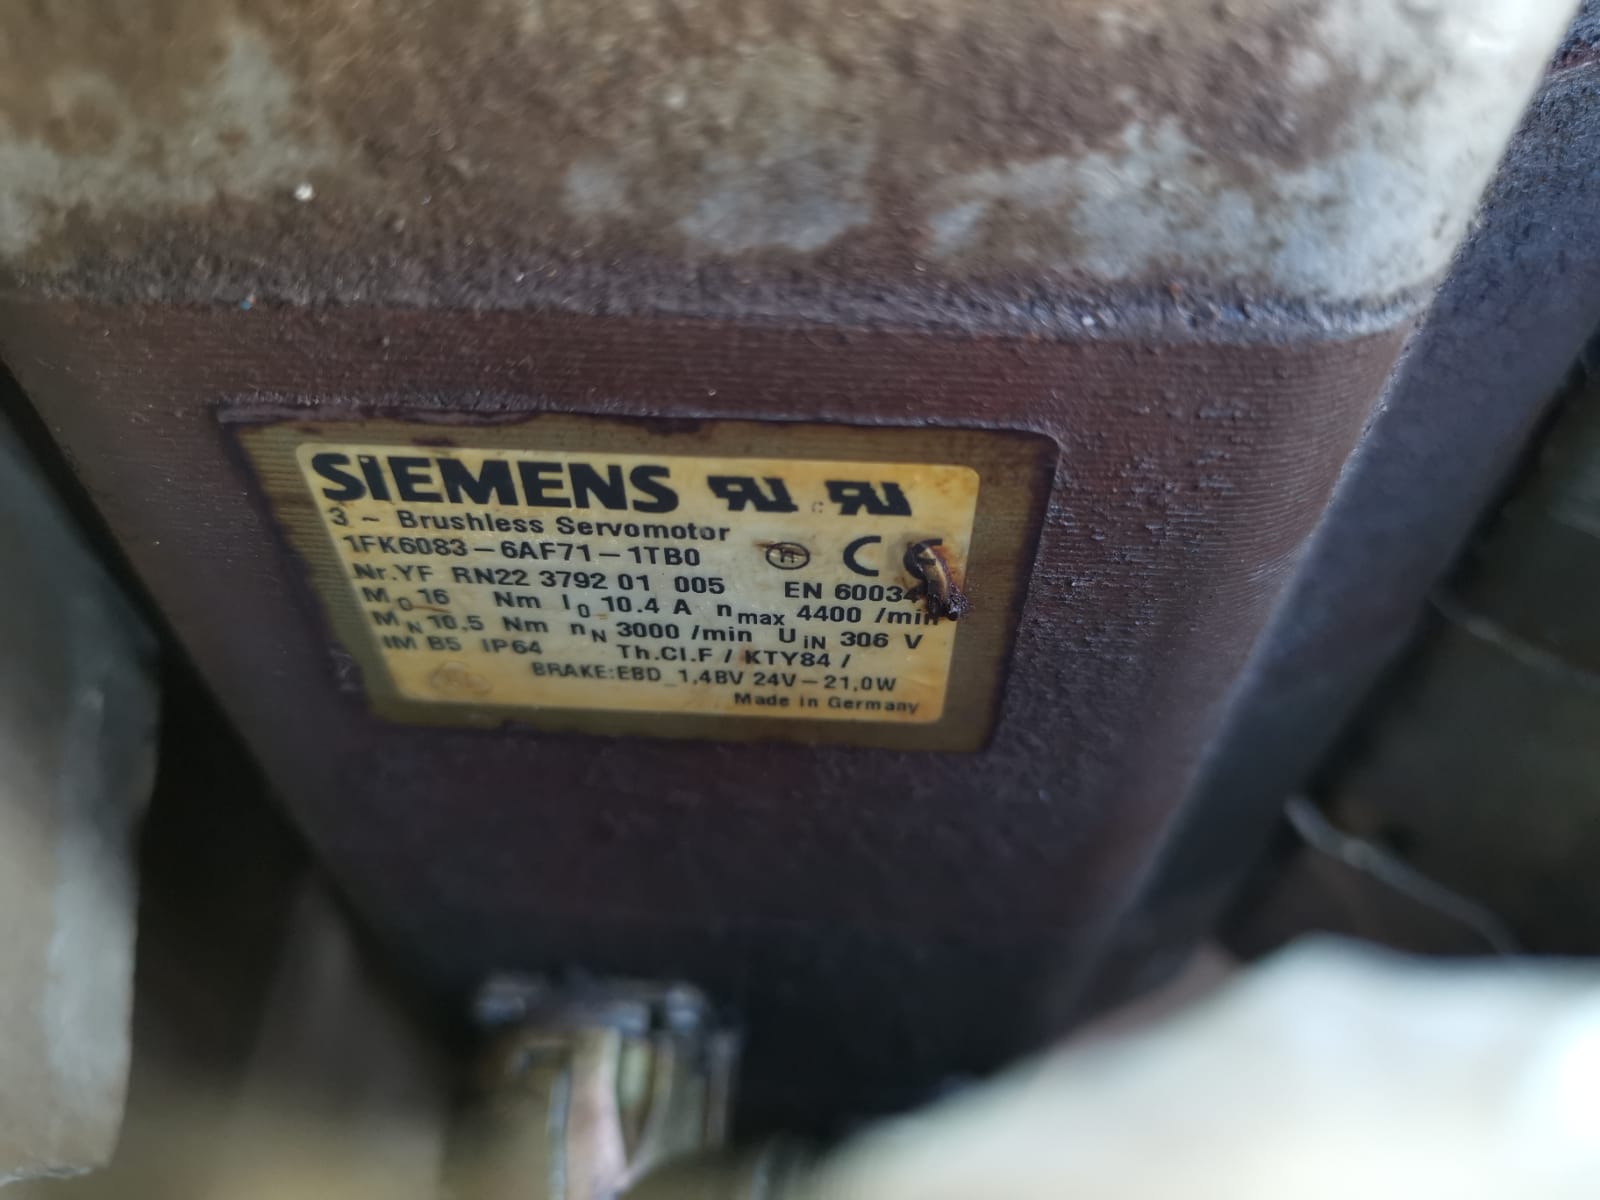 SIEMENS
3 ~ Brushless Servomotor
1FK6083-6AF71-1TB0
Nr.YF RN22 3792 01 005 EN 60034
M0 16 Nm I0 10.4 A nmax 4400 /min
MN 10,5 Nm nN 3000 /min UIN 306 V
IM B5 IP64 Th.Cl.F / KTY84 /
BRAKE:EBD 1,4BV 24V-21,0W
Made in Germany